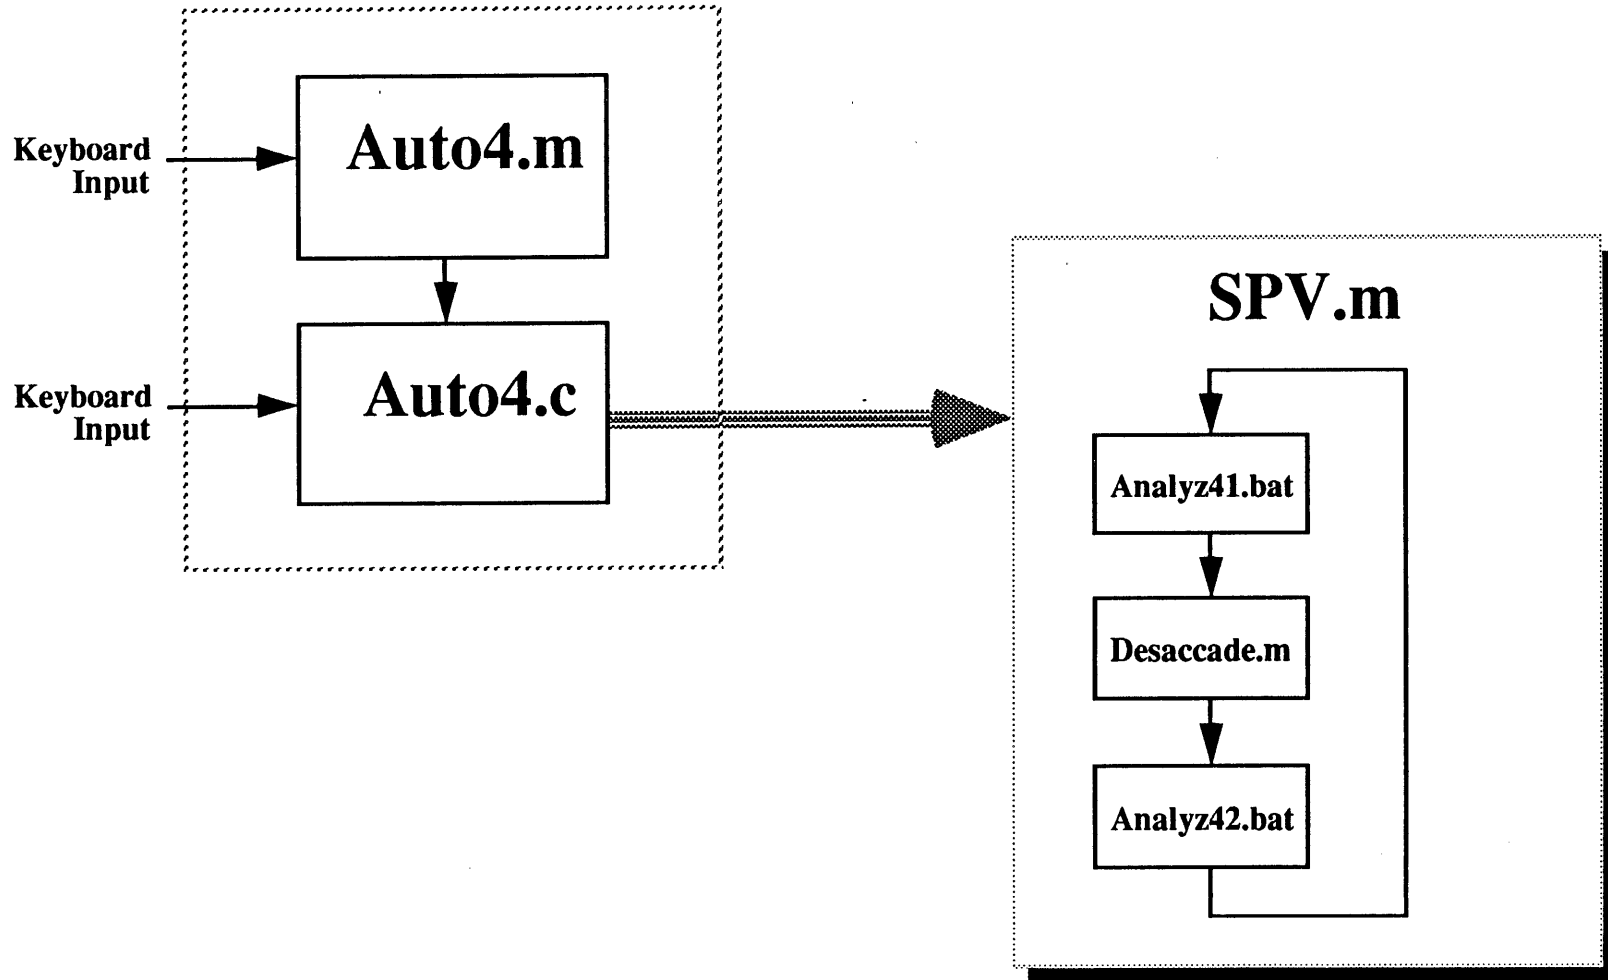 Auto4.m
Keyboard
Input
Auto4.c
Keyboard
Input
SPV.m
Analyz41.bat
Desaccade.m
Analyz42.bat